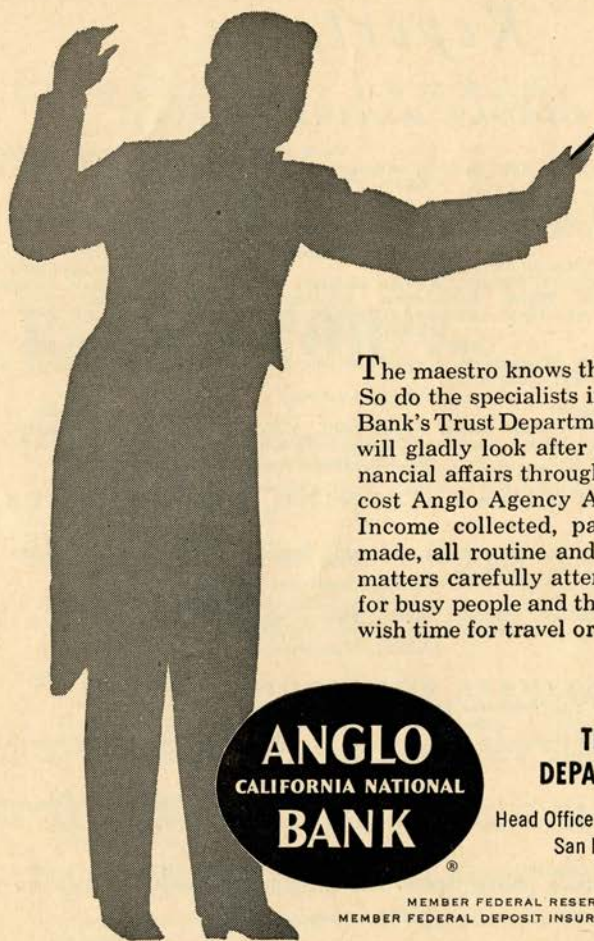 The maestro knows th
So do the specialists i
Bank's Trust Departm
will gladly look after
nancial affairs through
cost Anglo Agency A
Income collected, pa
made, all routine and
matters carefully atten
for busy people and th
wish time for travel or
ANGLO
CALIFORNIA NATIONAL
BANK
®
T
DEPA
Head Office
San
MEMBER FEDERAL RESER
MEMBER FEDERAL DEPOSIT INSUR